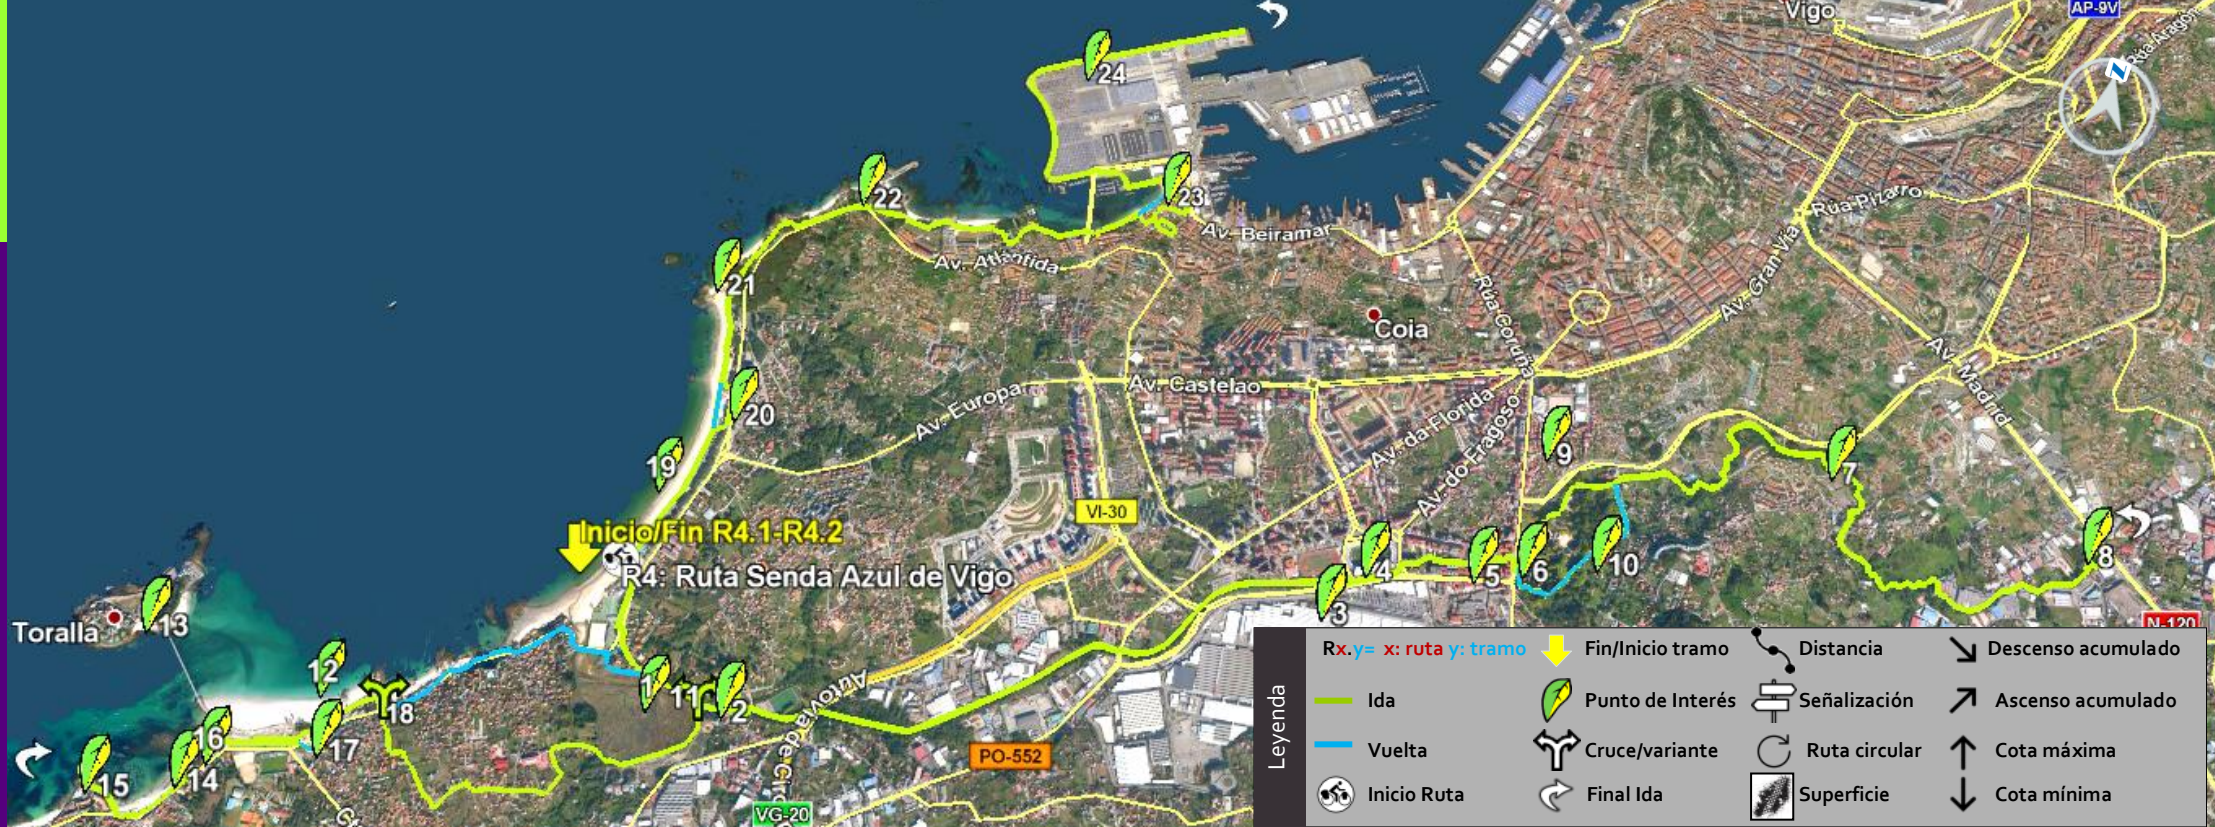 Vigo
AP-9V
Rúa Aragón
N
24
22
23
Rúa Pizarro
Av. Beiramar
Av. Atlántida
21
Av. Gran Vía
Rúa Coruña
Coia
Av. Madrid
Av. Castelao
Av. Europa
20
Av. da Florida
Av. do Fragoso
9
19
7
VI-30
Inicio/Fin R4.1-R4.2
R4: Ruta Senda Azul de Vigo
10
8
4
5
6
3
Toralla
13
N-120
12
1
11
2
18
Autovía de
16
17
14
15
PO-552
VG-20
Leyenda
Rx.y= x: ruta y: tramo
Fin/Inicio tramo
Distancia
Descenso acumulado
Ida
Punto de Interés
Señalización
Ascenso acumulado
Vuelta
Cruce/variante
Ruta circular
Cota máxima
Inicio Ruta
Final Ida
Superficie
Cota mínima